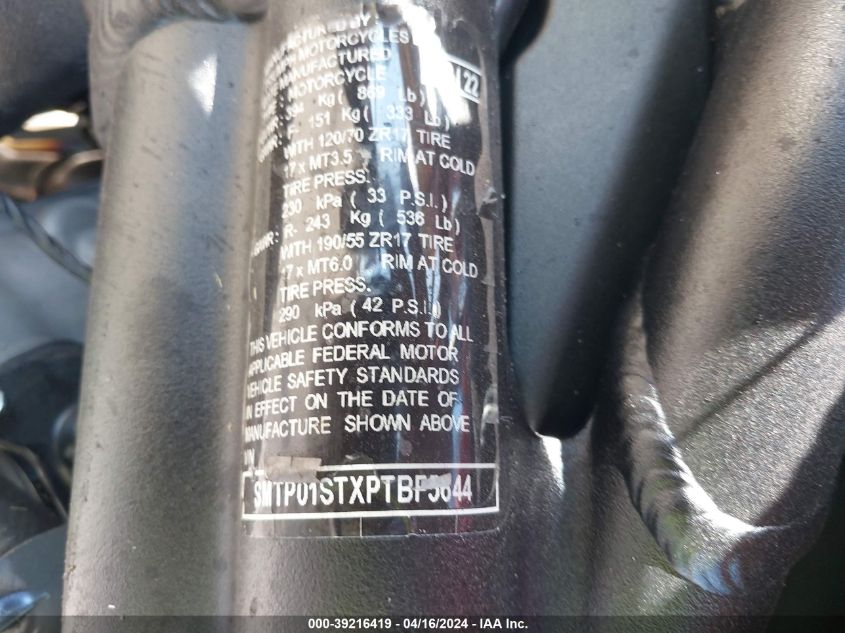 MOTORCYCLES
MANUFACTURED
MOTORCYCLE
22
394 Kg ( 869 Lb )
F- 151 Kg ( 333 Lb )
WITH 120/70 ZR17 TIRE
17 x MT3.5 RIM AT COLD
TIRE PRESS.
230 kPa ( 33 P.S.I.)
R- 243 Kg ( 536 Lb)
WITH 190/55 ZR17 TIRE
17 x MT6.0 RIM AT COLD
TIRE PRESS.
290 kPa ( 42 P.S.I.)
THIS VEHICLE CONFORMS TO ALL
APPLICABLE FEDERAL MOTOR
VEHICLE SAFETY STANDARDS
IN EFFECT ON THE DATE OF
MANUFACTURE SHOWN ABOVE
SMTP01STXPTBF5644
000-39216419 - 04/16/2024 - IAA Inc.